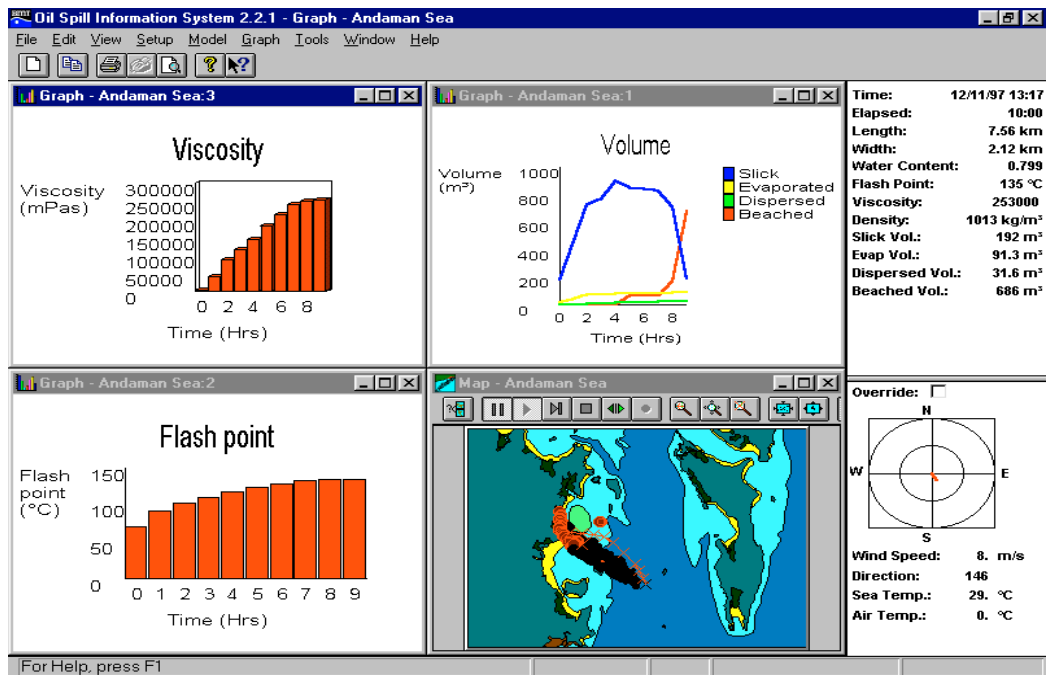 Oil Spill Information System 2.2.1 - Graph - Andaman Sea
File Edit View Setup Model Graph Tools Window Help
Graph - Andaman Sea:3
Viscosity
Viscosity
(mPas)
300000
250000
200000
150000
100000
50000
0
0 2 4 6 8
Time (Hrs)
Graph - Andaman Sea:1
Volume
Volume
(m³)
1000
800
600
400
200
0
0 2 4 6 8
Time (Hrs)
Slick
Evaporated
Dispersed
Beached
Time: 12/11/97 13:17
Elapsed: 10:00
Length: 7.56 km
Width: 2.12 km
Water Content: 0.799
Flash Point: 135 °C
Viscosity: 253000
Density: 1013 kg/m³
Slick Vol.: 192 m³
Evap Vol.: 91.3 m³
Dispersed Vol.: 31.6 m³
Beached Vol.: 686 m³
Graph - Andaman Sea:2
Flash point
Flash
point
(°C)
150
100
50
0
0 1 2 3 4 5 6 7 8 9
Time (Hrs)
Map - Andaman Sea
Override:
N
W E
S
Wind Speed: 8. m/s
Direction: 146
Sea Temp.: 29. °C
Air Temp.: 0. °C
For Help, press F1